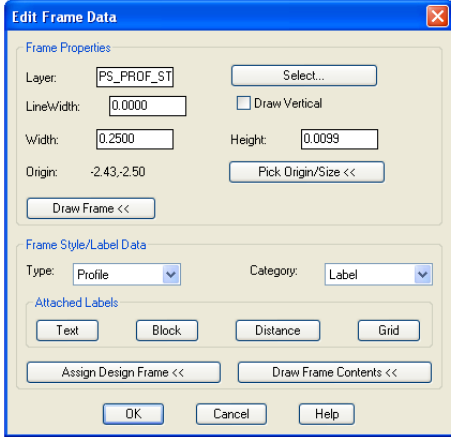 Edit Frame Data
Frame Properties
Layer: PS_PROF_ST Select...
LineWidth: 0.0000 Draw Vertical
Width: 0.2500 Height: 0.0099
Origin: -2.43,-2.50 Pick Origin/Size <<
Draw Frame <<
Frame Style/Label Data
Type: Profile Category: Label
Attached Labels
Text Block Distance Grid
Assign Design Frame << Draw Frame Contents <<
OK Cancel Help